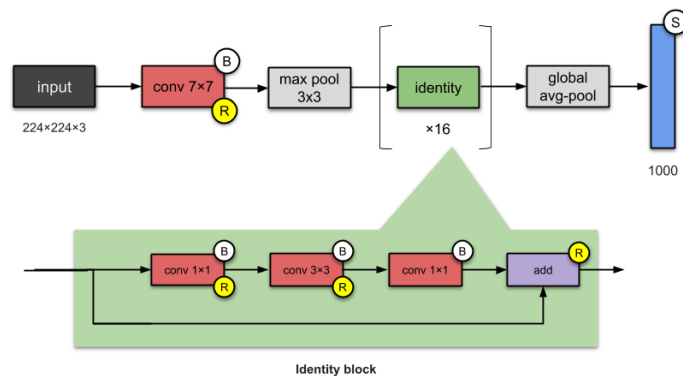 S
B
input
conv 7×7
max pool
3x3
identity
global
avg-pool
R
224×224×3
×16
1000
B
B
B
R
conv 1×1
conv 3×3
conv 1×1
add
R
R
Identity block